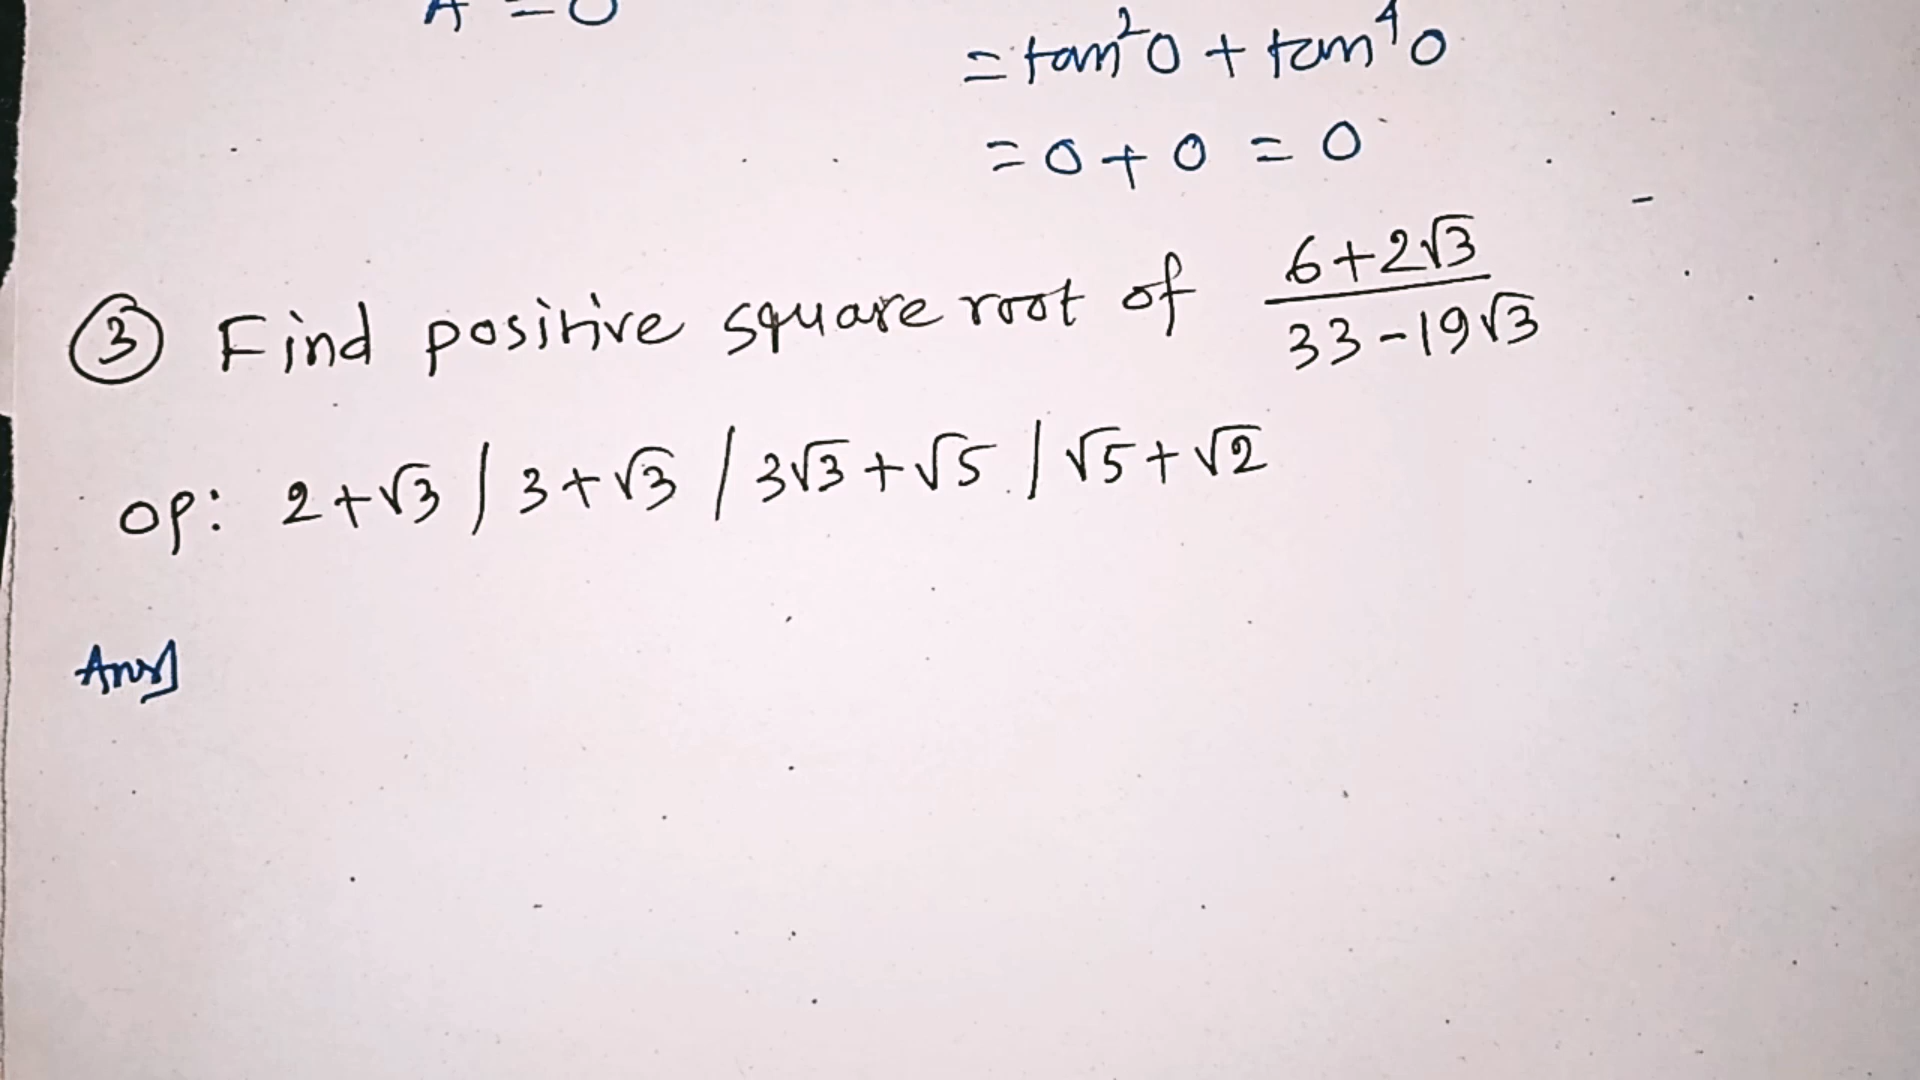 A = 0
= tan²0 + tan⁴0
= 0 + 0 = 0
③ Find positive square root of (6+2√3)/(33-19√3)
op: 2+√3 / 3+√3 / 3√3+√5 / √5+√2
Ans]